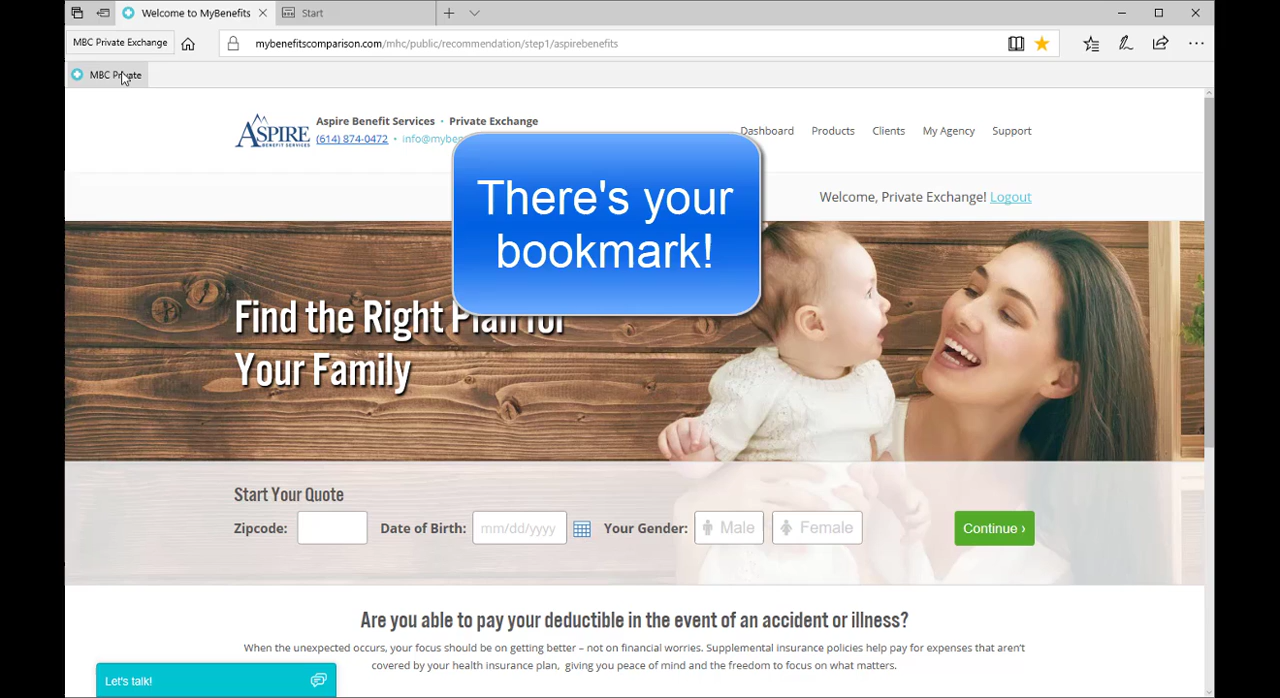 Welcome to MyBenefits
Start
MBC Private Exchange
mybenefitscomparison.com/mhc/public/recommendation/step1/aspirebenefits
MBC Private
ASPIRE
BENEFIT SERVICES
Aspire Benefit Services • Private Exchange
(614) 874-0472 • info@mybe
Dashboard
Products
Clients
My Agency
Support
There's your
bookmark!
Welcome, Private Exchange! Logout
Find the Right Plan for
Your Family
Start Your Quote
Zipcode:
Date of Birth: mm/dd/yyyy
Your Gender: Male Female
Continue ›
Are you able to pay your deductible in the event of an accident or illness?
When the unexpected occurs, your focus should be on getting better – not on financial worries. Supplemental insurance policies help pay for expenses that aren't
covered by your health insurance plan, giving you peace of mind and the freedom to focus on what matters.
Let's talk!